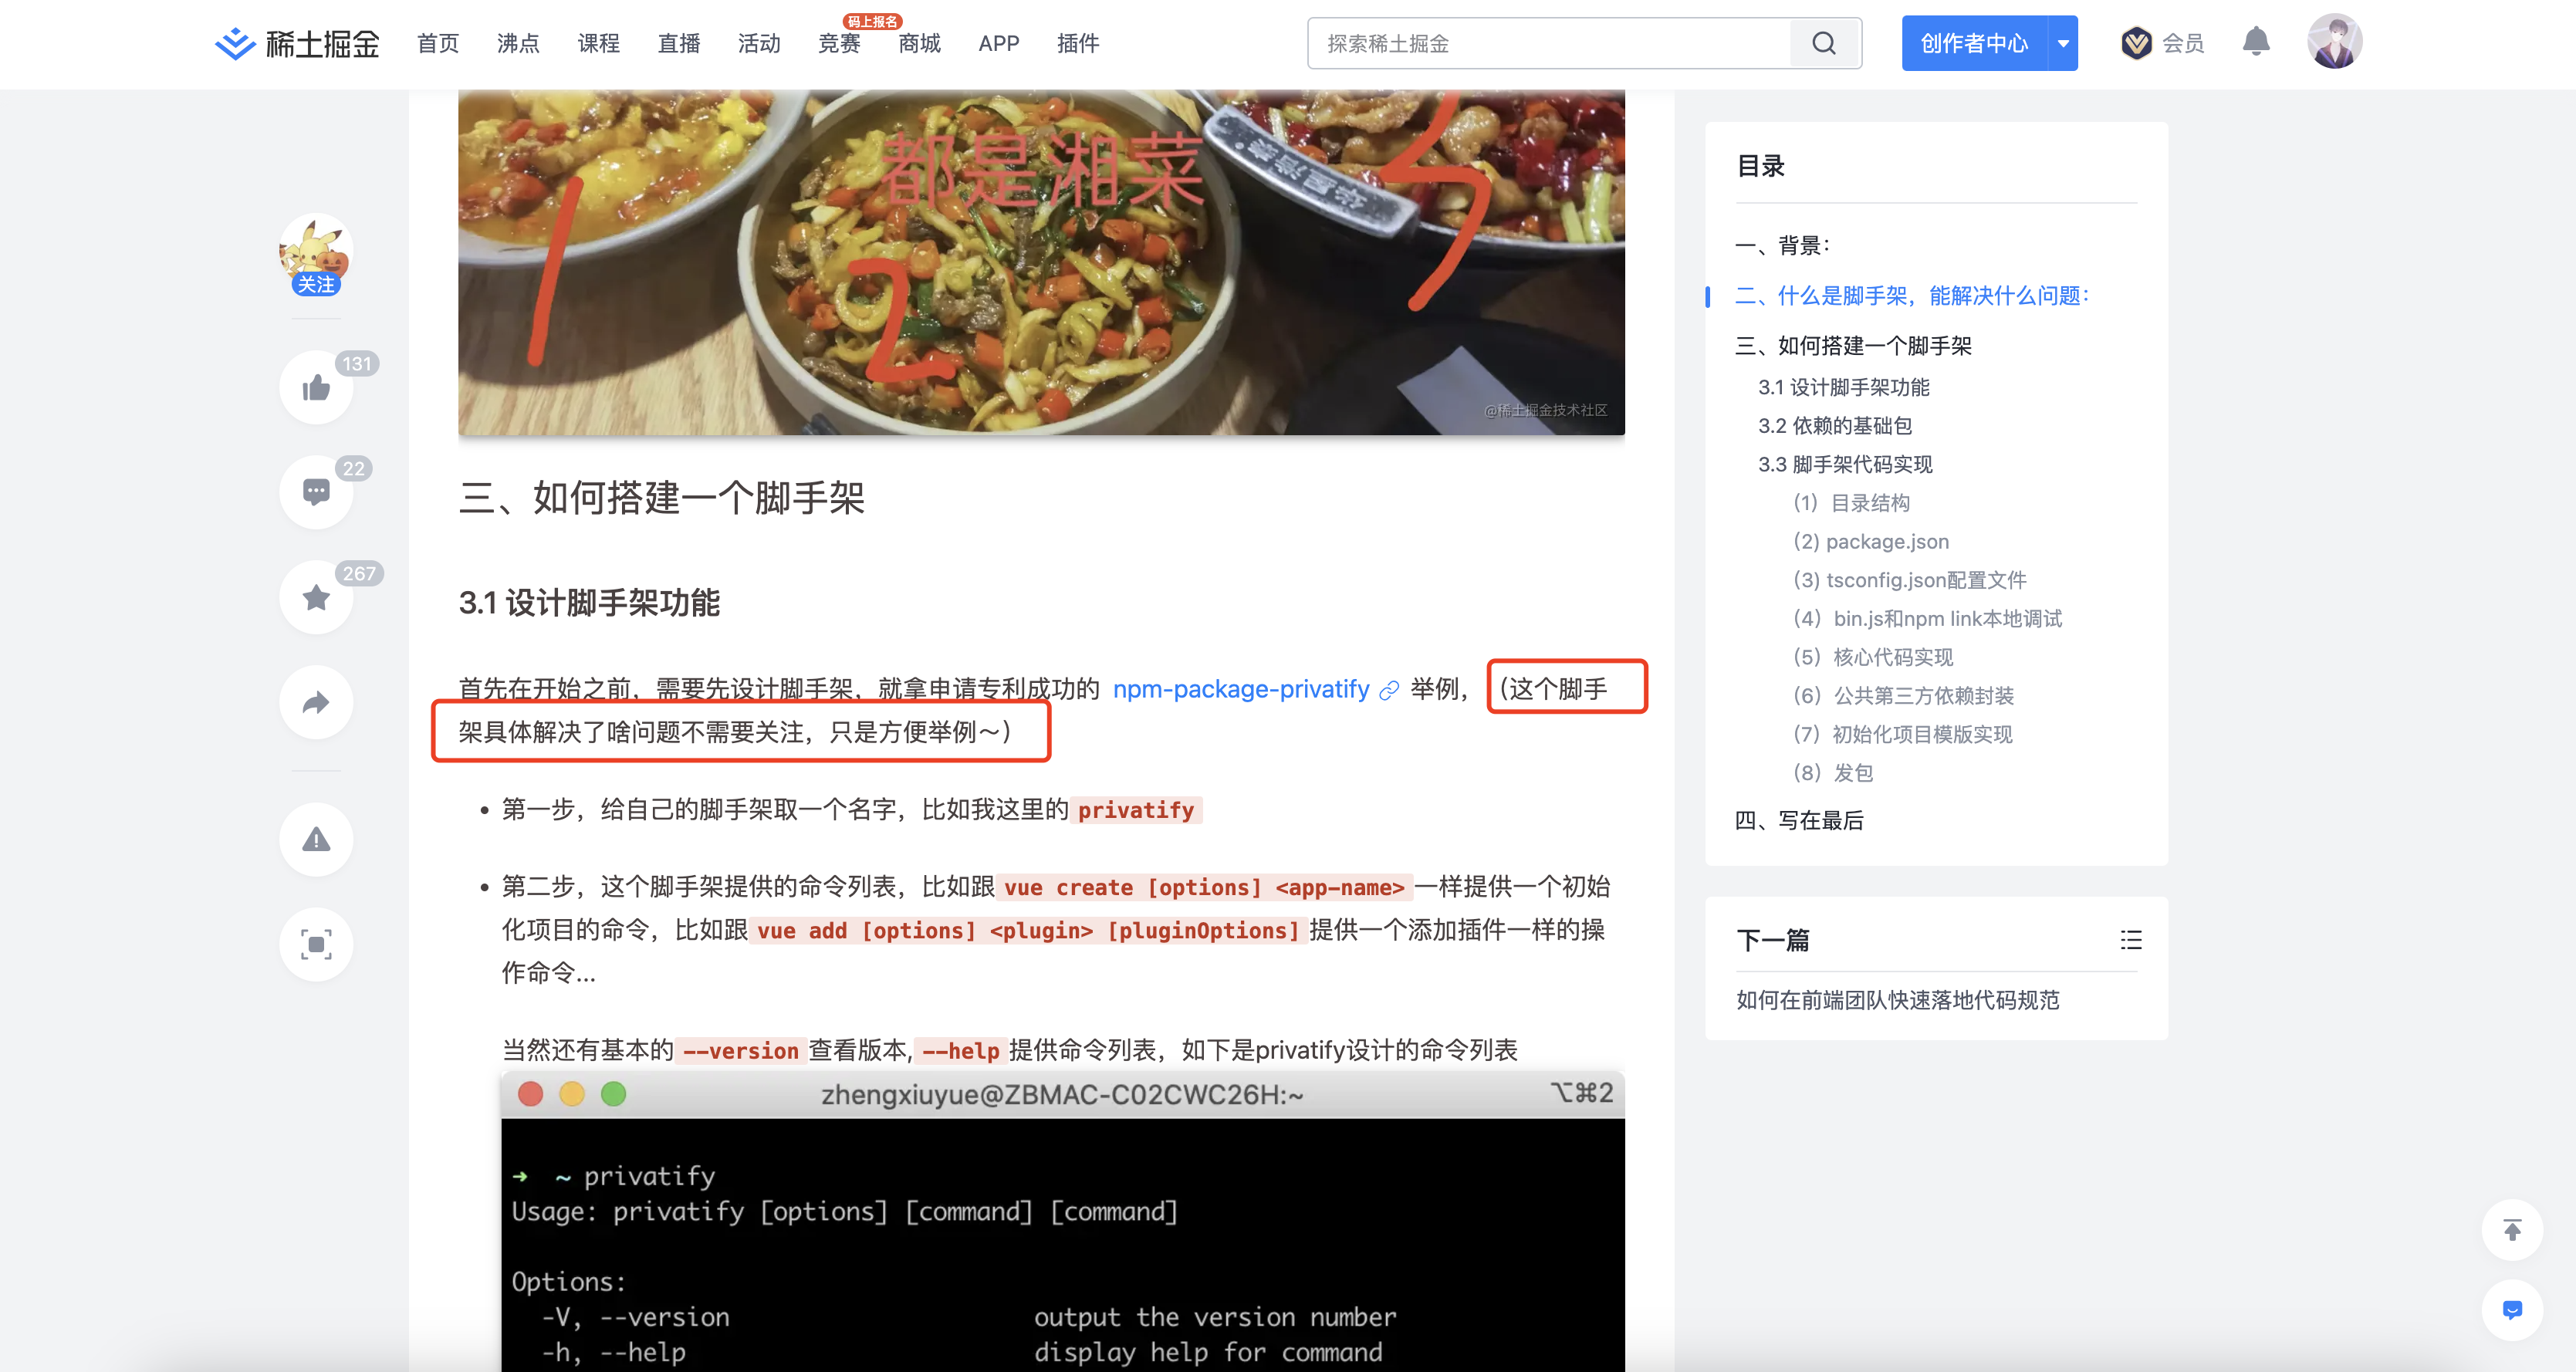 稀土掘金
首页 沸点 课程 直播 活动 竞赛 码上报名 商城 APP 插件
探索稀土掘金
创作者中心
会员
都是湘菜
1 2 3
@稀土掘金技术社区
关注
131
22
267
三、如何搭建一个脚手架
3.1 设计脚手架功能
首先在开始之前，需要先设计脚手架，就拿申请专利成功的 npm-package-privatify 举例，（这个脚手
架具体解决了啥问题不需要关注，只是方便举例～）
• 第一步，给自己的脚手架取一个名字，比如我这里的 privatify
• 第二步，这个脚手架提供的命令列表，比如跟 vue create [options] <app-name> 一样提供一个初始
化项目的命令，比如跟 vue add [options] <plugin> [pluginOptions] 提供一个添加插件一样的操
作命令...
当然还有基本的 --version 查看版本, --help 提供命令列表，如下是privatify设计的命令列表
zhengxiuyue@ZBMAC-C02CWC26H:~ ⌥⌘2
➜ ~ privatify
Usage: privatify [options] [command] [command]
Options:
-V, --version output the version number
-h, --help display help for command
目录
一、背景：
二、什么是脚手架，能解决什么问题：
三、如何搭建一个脚手架
3.1 设计脚手架功能
3.2 依赖的基础包
3.3 脚手架代码实现
（1）目录结构
（2) package.json
（3) tsconfig.json配置文件
（4）bin.js和npm link本地调试
（5）核心代码实现
（6）公共第三方依赖封装
（7）初始化项目模版实现
（8）发包
四、写在最后
下一篇
如何在前端团队快速落地代码规范